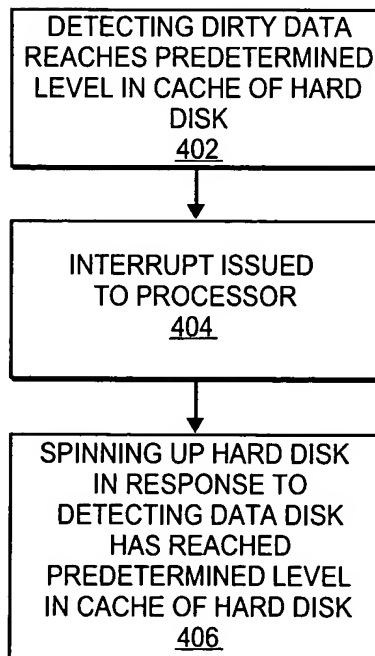 DETECTING DIRTY DATA
REACHES PREDETERMINED
LEVEL IN CACHE OF HARD
DISK
402
INTERRUPT ISSUED
TO PROCESSOR
404
SPINNING UP HARD DISK
IN RESPONSE TO
DETECTING DATA DISK
HAS REACHED
PREDETERMINED LEVEL
IN CACHE OF HARD DISK
406